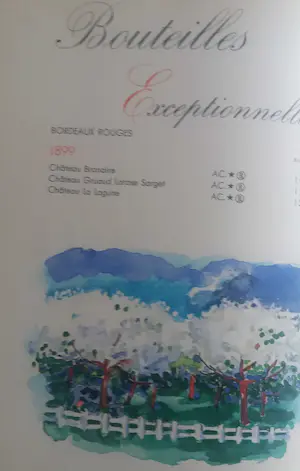 Bouteilles
Exceptionnell
BORDEAUX ROUGES
1899
Château Branaire A.C. ★ Ⓢ
Château Gruaud Larose Sarget A.C. ★ Ⓢ
Château La Lagune A.C. ★ Ⓢ